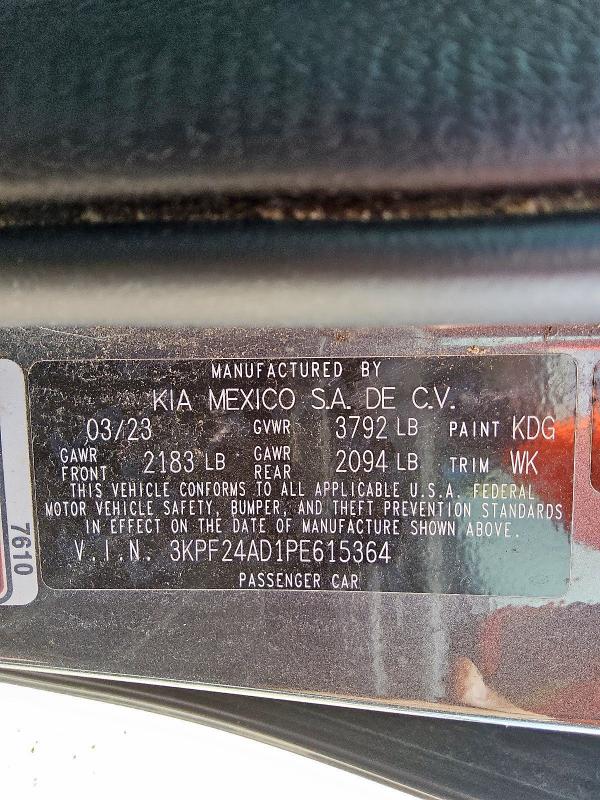 MANUFACTURED BY
KIA MEXICO S.A. DE C.V.
03/23 GVWR 3792 LB PAINT KDG
GAWR FRONT 2183 LB GAWR REAR 2094 LB TRIM WK
THIS VEHICLE CONFORMS TO ALL APPLICABLE U.S.A. FEDERAL
MOTOR VEHICLE SAFETY, BUMPER, AND THEFT PREVENTION STANDARDS
IN EFFECT ON THE DATE OF MANUFACTURE SHOWN ABOVE.
V.I.N. 3KPF24AD1PE615364
PASSENGER CAR
7610